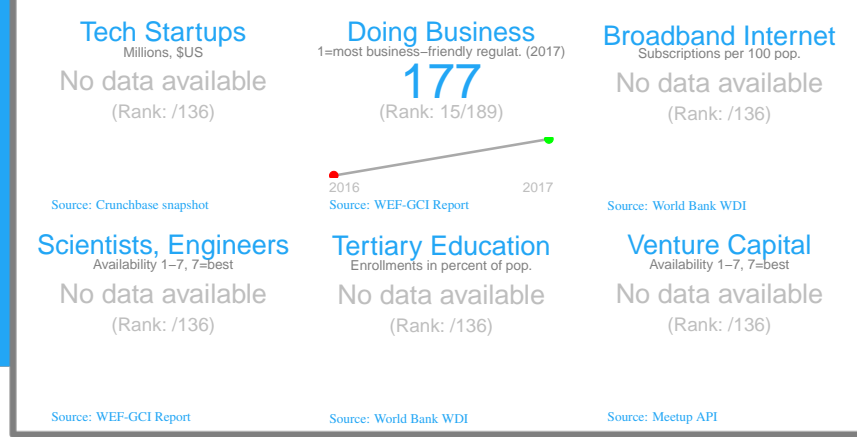 Tech Startups
Millions, $US
No data available
(Rank: /136)
Source: Crunchbase snapshot
Doing Business
1=most business−friendly regulat. (2017)
177
(Rank: 15/189)
2016 2017
Source: WEF-GCI Report
Broadband Internet
Subscriptions per 100 pop.
No data available
(Rank: /136)
Source: World Bank WDI
Scientists, Engineers
Availability 1−7, 7=best
No data available
(Rank: /136)
Source: WEF-GCI Report
Tertiary Education
Enrollments in percent of pop.
No data available
(Rank: /136)
Source: World Bank WDI
Venture Capital
Availability 1−7, 7=best
No data available
(Rank: /136)
Source: Meetup API